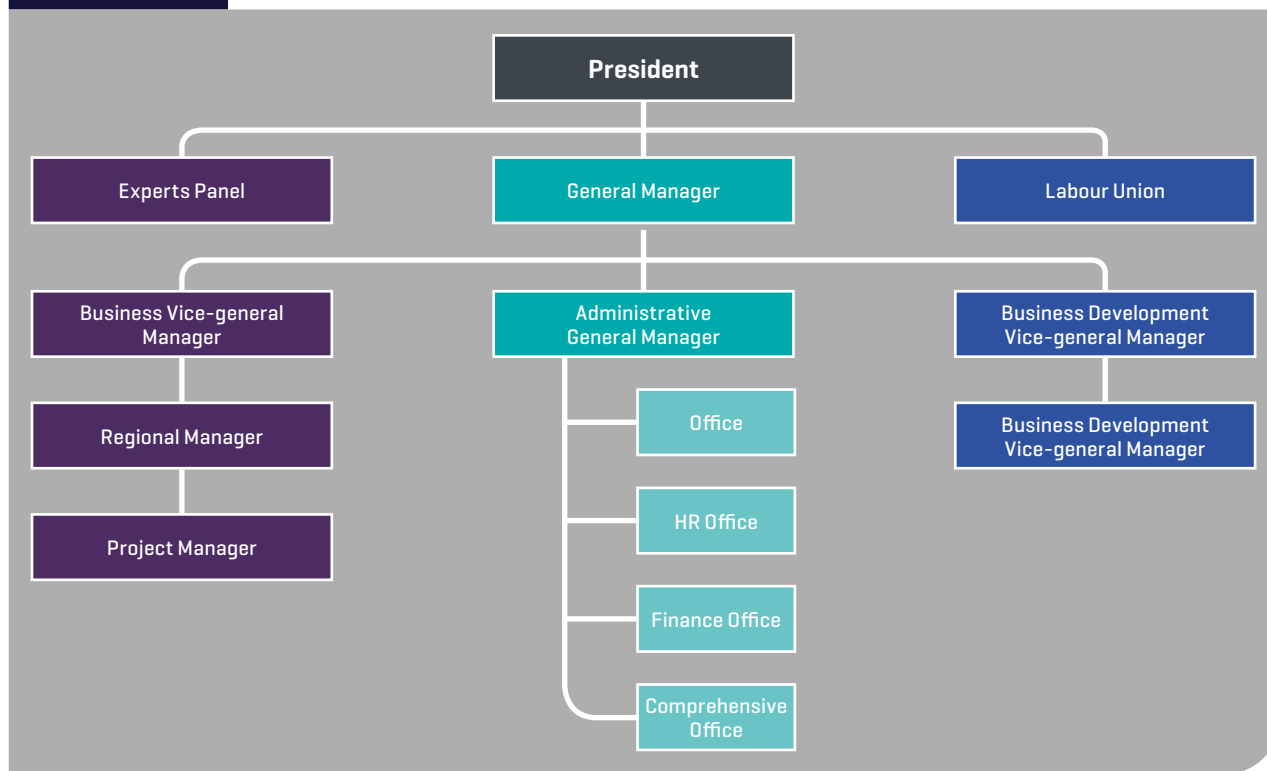 President
Experts Panel
General Manager
Labour Union
Business Vice-general
Manager
Administrative
General Manager
Business Development
Vice-general Manager
Regional Manager
Office
Business Development
Vice-general Manager
Project Manager
HR Office
Finance Office
Comprehensive
Office